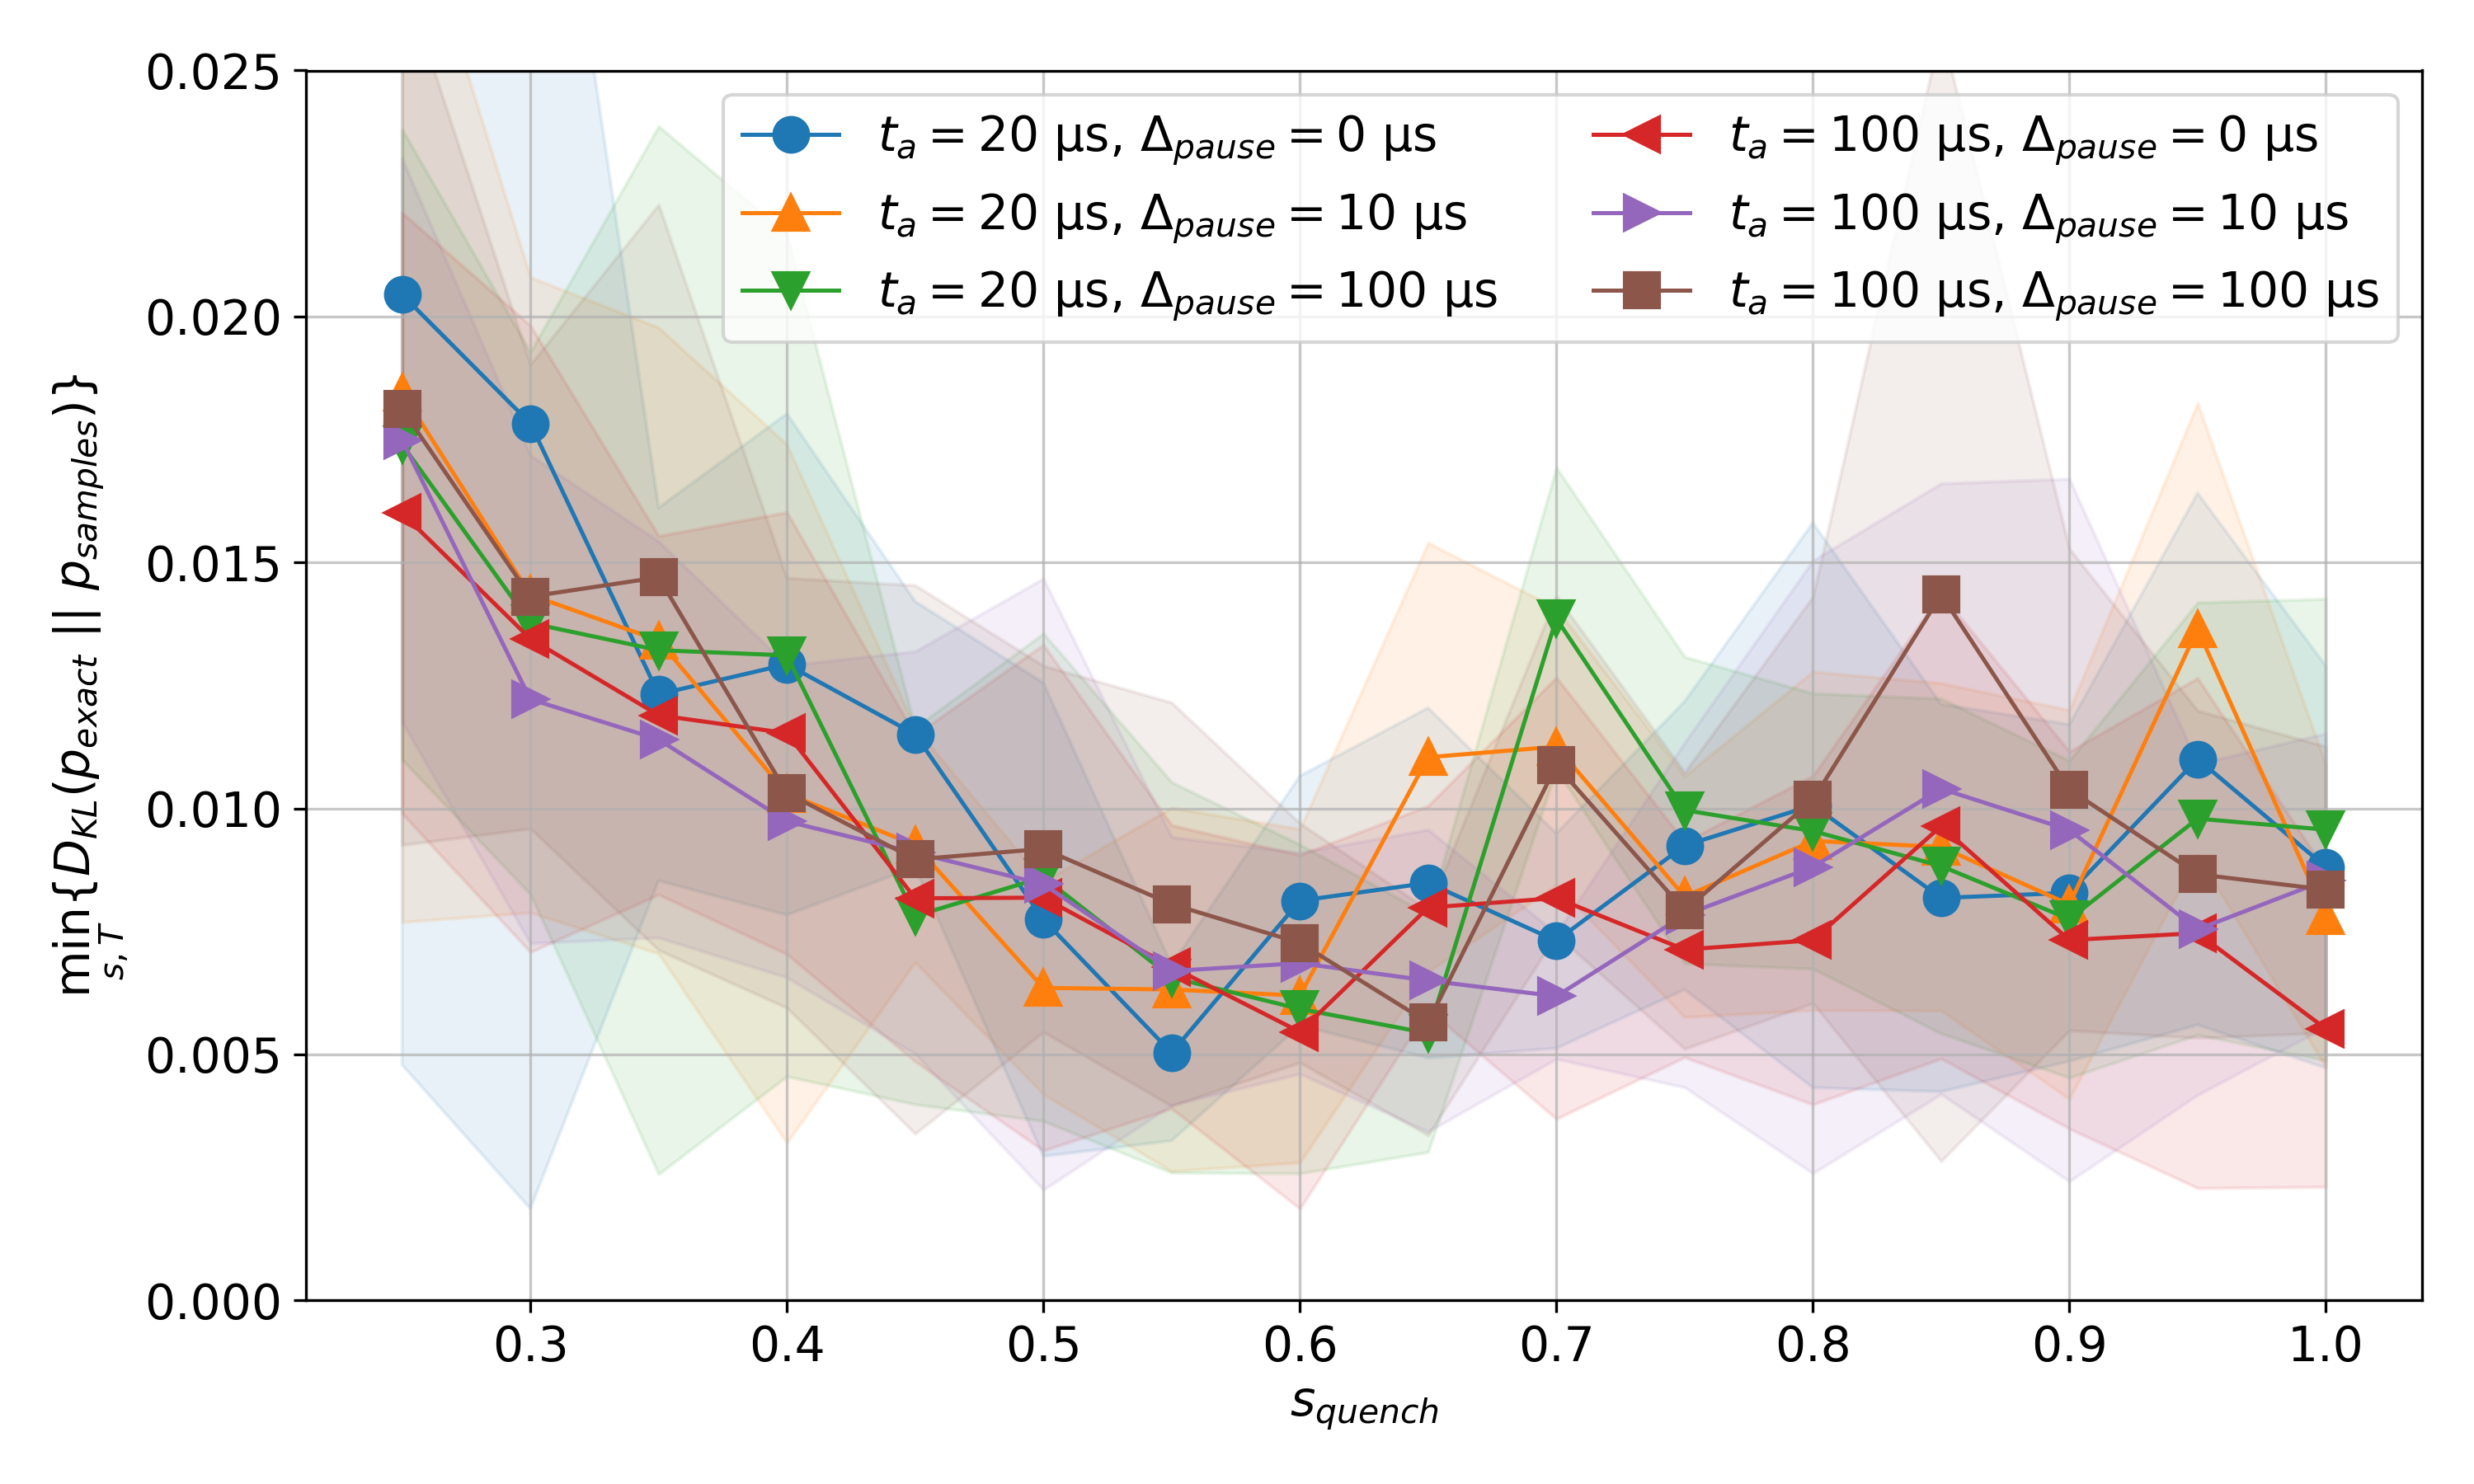 min{D_KL(p_exact || p_samples)}
s,T
0.025
0.020
0.015
0.010
0.005
0.000
t_a = 20 μs, Δ_pause = 0 μs
t_a = 20 μs, Δ_pause = 10 μs
t_a = 20 μs, Δ_pause = 100 μs
t_a = 100 μs, Δ_pause = 0 μs
t_a = 100 μs, Δ_pause = 10 μs
t_a = 100 μs, Δ_pause = 100 μs
0.3 0.4 0.5 0.6 0.7 0.8 0.9 1.0
s_quench